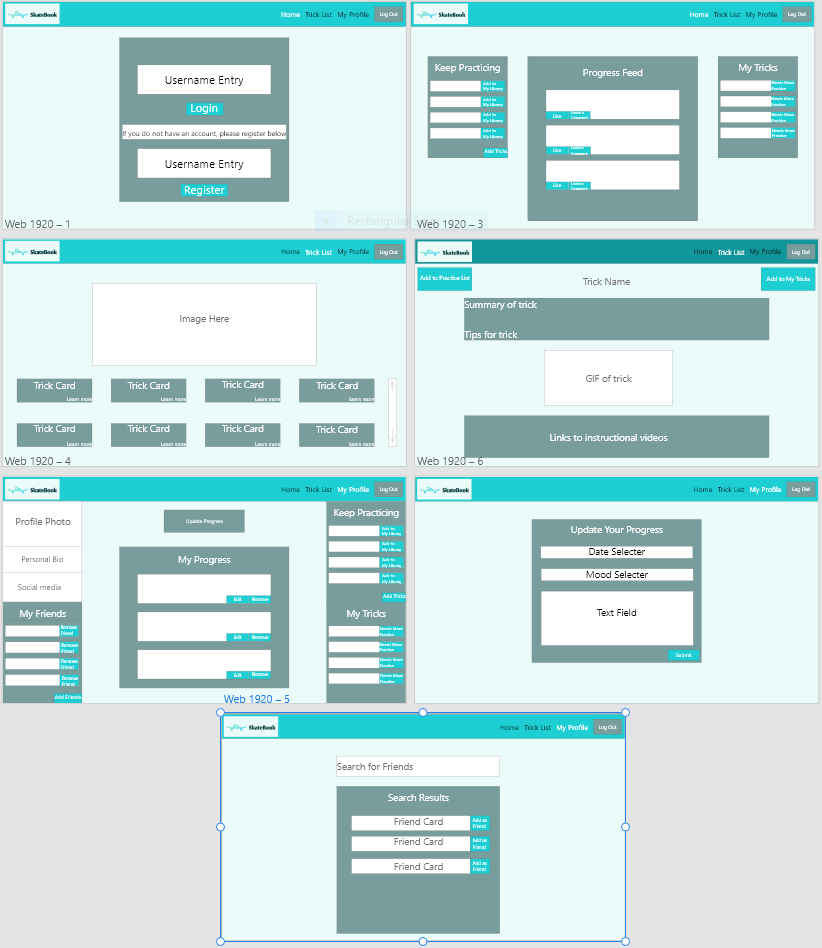 SkateBook
Home Trick List My Profile Log Out
Username Entry
Login
If you do not have an account, please register below
Username Entry
Register
Web 1920 – 1
SkateBook
Home Trick List My Profile Log Out
Keep Practicing
Add to
My Library
Add to
My Library
Add to
My Library
Add to
My Library
Add Tricks
Progress Feed
Like Leave a
Comment
Like Leave a
Comment
Like Leave a
Comment
My Tricks
Needs More
Practice
Needs More
Practice
Needs More
Practice
Needs More
Practice
Rectangular
Web 1920 – 3
SkateBook
Home Trick List My Profile Log Out
Image Here
Trick Card Trick Card Trick Card Trick Card
Learn more Learn more Learn more Learn more
Trick Card Trick Card Trick Card Trick Card
Learn more Learn more Learn more Learn more
Web 1920 – 4
SkateBook
Home Trick List My Profile Log Out
Add to Practice List
Trick Name
Add to My Tricks
Summary of trick
Tips for trick
GIF of trick
Links to instructional videos
Web 1920 – 6
SkateBook
Home Trick List My Profile Log Out
Profile Photo
Personal Bio
Social media
My Friends
Remove
Friend
Remove
Friend
Remove
Friend
Remove
Friend
Add Friends
Update Progress
My Progress
Edit Remove
Edit Remove
Edit Remove
Keep Practicing
Add to
My Library
Add to
My Library
Add to
My Library
Add to
My Library
Add Tricks
My Tricks
Needs More
Practice
Needs More
Practice
Needs More
Practice
Needs More
Practice
Web 1920 – 5
SkateBook
Home Trick List My Profile Log Out
Update Your Progress
Date Selecter
Mood Selecter
Text Field
Submit
SkateBook
Home Trick List My Profile Log Out
Search for Friends
Search Results
Friend Card Add as
Friend
Friend Card Add as
Friend
Friend Card Add as
Friend